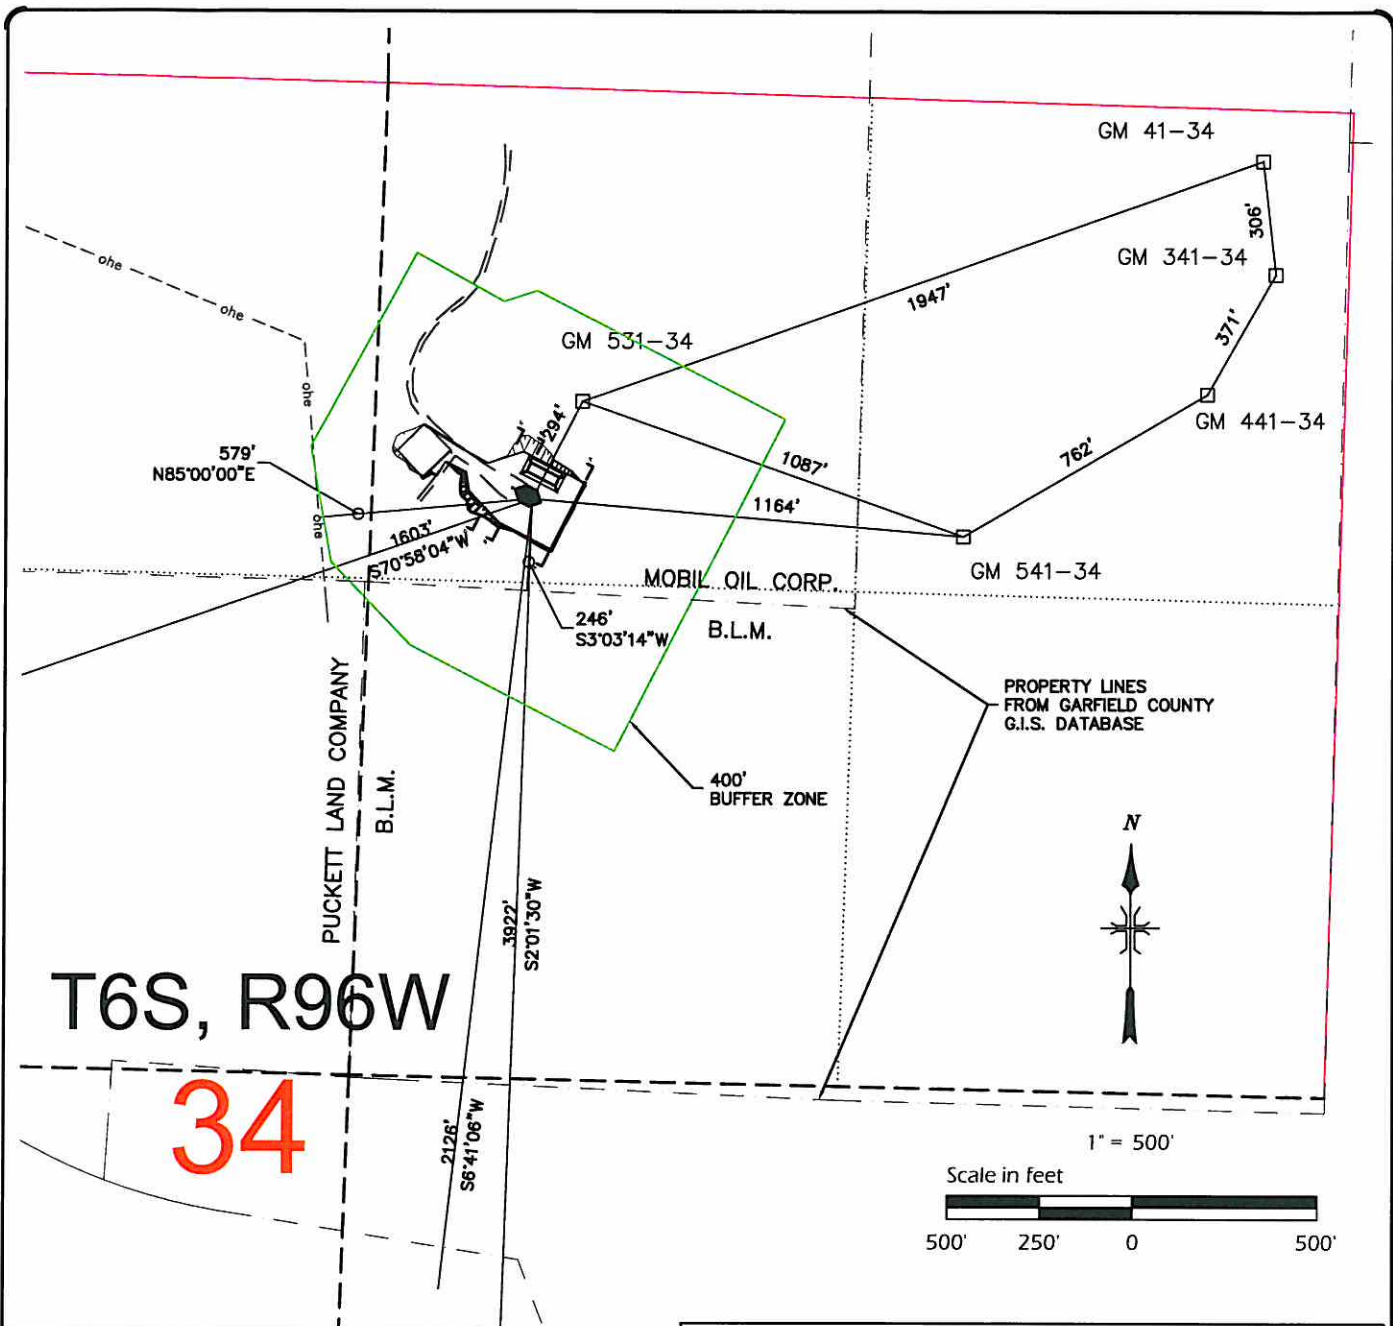 GM 41-34
306'
GM 341-34
1947'
371'
ohe
ohe
ohe
ohe
GM 531-34
294'
GM 441-34
579'
N85°00'00"E
1087'
762'
1164'
1603'
S70°58'04"W
MOBIL OIL CORP.
GM 541-34
246'
S3°03'14"W
B.L.M.
PUCKETT LAND COMPANY
B.L.M.
PROPERTY LINES
FROM GARFIELD COUNTY
G.I.S. DATABASE
400'
BUFFER ZONE
N
3922'
S2°01'30"W
T6S, R96W
34
2126'
S6°41'06"W
1" = 500'
Scale in feet
500' 250' 0 500'